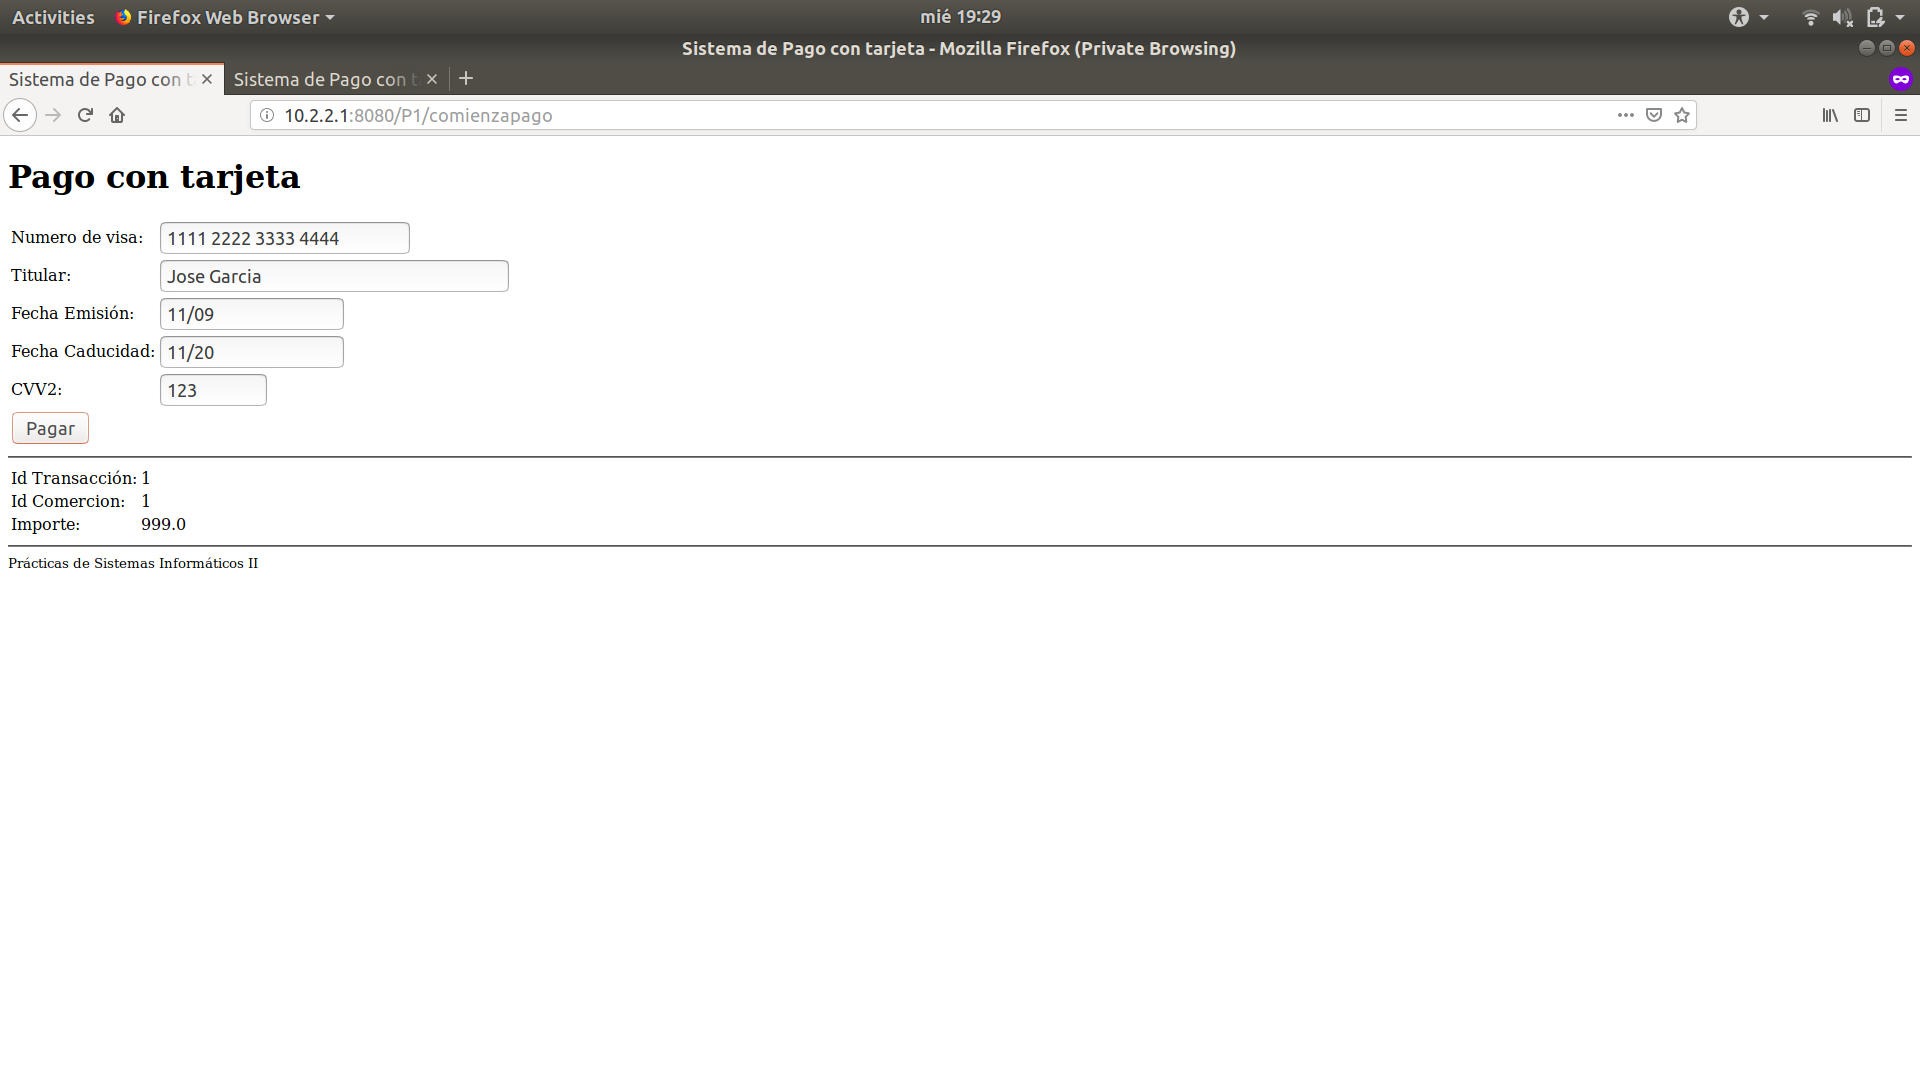 Activities Firefox Web Browser mié 19:29
Sistema de Pago con tarjeta - Mozilla Firefox (Private Browsing)
Sistema de Pago con t Sistema de Pago con t
10.2.2.1:8080/P1/comienzapago
Pago con tarjeta
Numero de visa: 1111 2222 3333 4444
Titular: Jose Garcia
Fecha Emisión: 11/09
Fecha Caducidad: 11/20
CVV2: 123
Pagar
Id Transacción: 1
Id Comercion: 1
Importe: 999.0
Prácticas de Sistemas Informáticos II